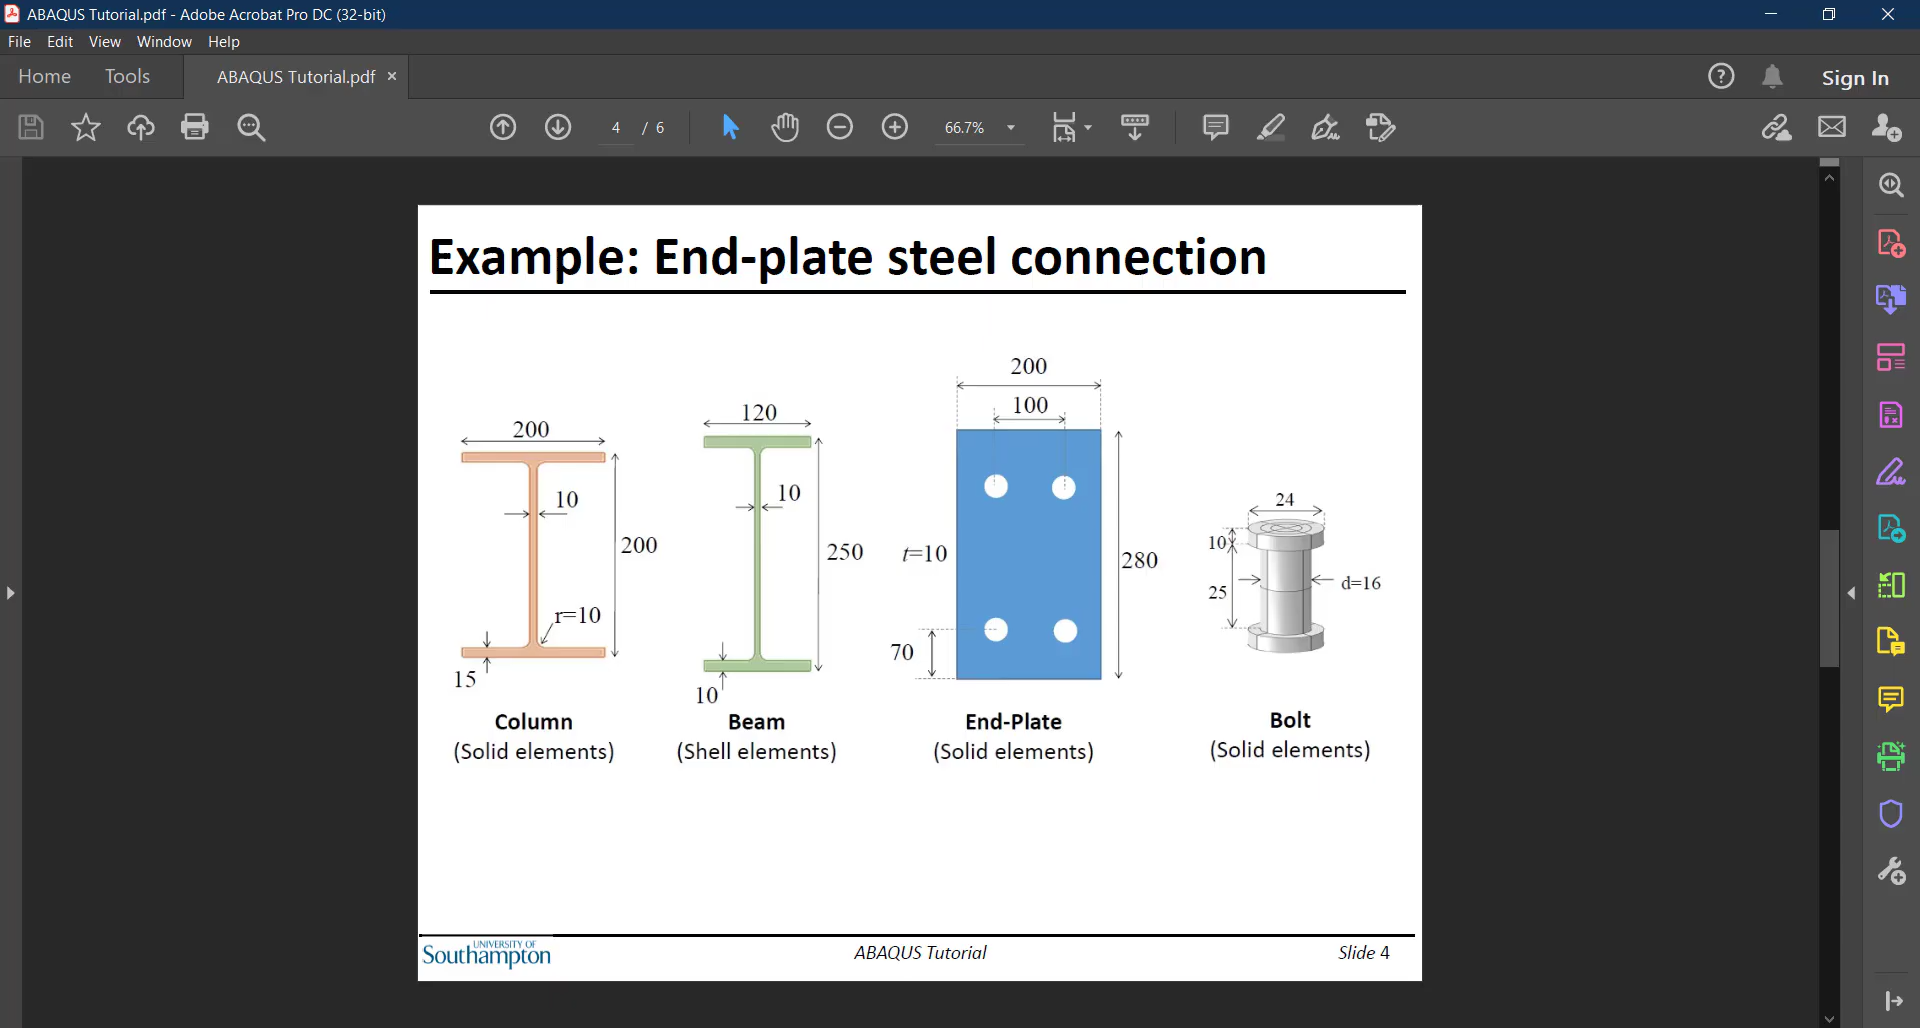 ABAQUS Tutorial.pdf - Adobe Acrobat Pro DC (32-bit)
File Edit View Window Help
Home Tools ABAQUS Tutorial.pdf × Sign In
4 / 6 66.7%
Example: End-plate steel connection
200
10
200
r=10
15
Column
(Solid elements)
120
10
250
10
Beam
(Shell elements)
200
100
t=10
280
70
End-Plate
(Solid elements)
24
10
25
d=16
Bolt
(Solid elements)
UNIVERSITY OF
Southampton
ABAQUS Tutorial
Slide 4